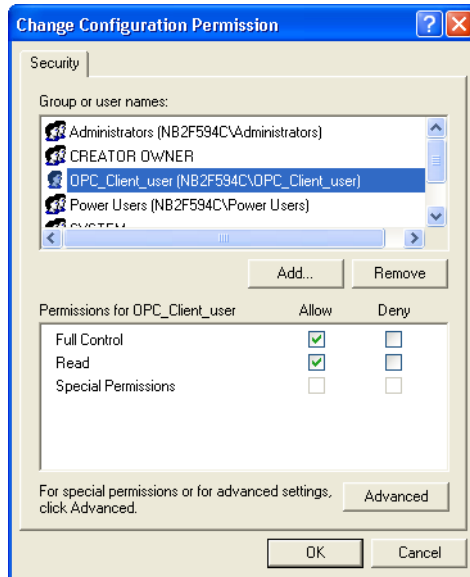 Change Configuration Permission
Security
Group or user names:
Administrators (NB2F594C\Administrators)
CREATOR OWNER
OPC_Client_user (NB2F594C\OPC_Client_user)
Power Users (NB2F594C\Power Users)
SYSTEM
Add...
Remove
Permissions for OPC_Client_user Allow Deny
Full Control
Read
Special Permissions
For special permissions or for advanced settings,
click Advanced.
Advanced
OK
Cancel